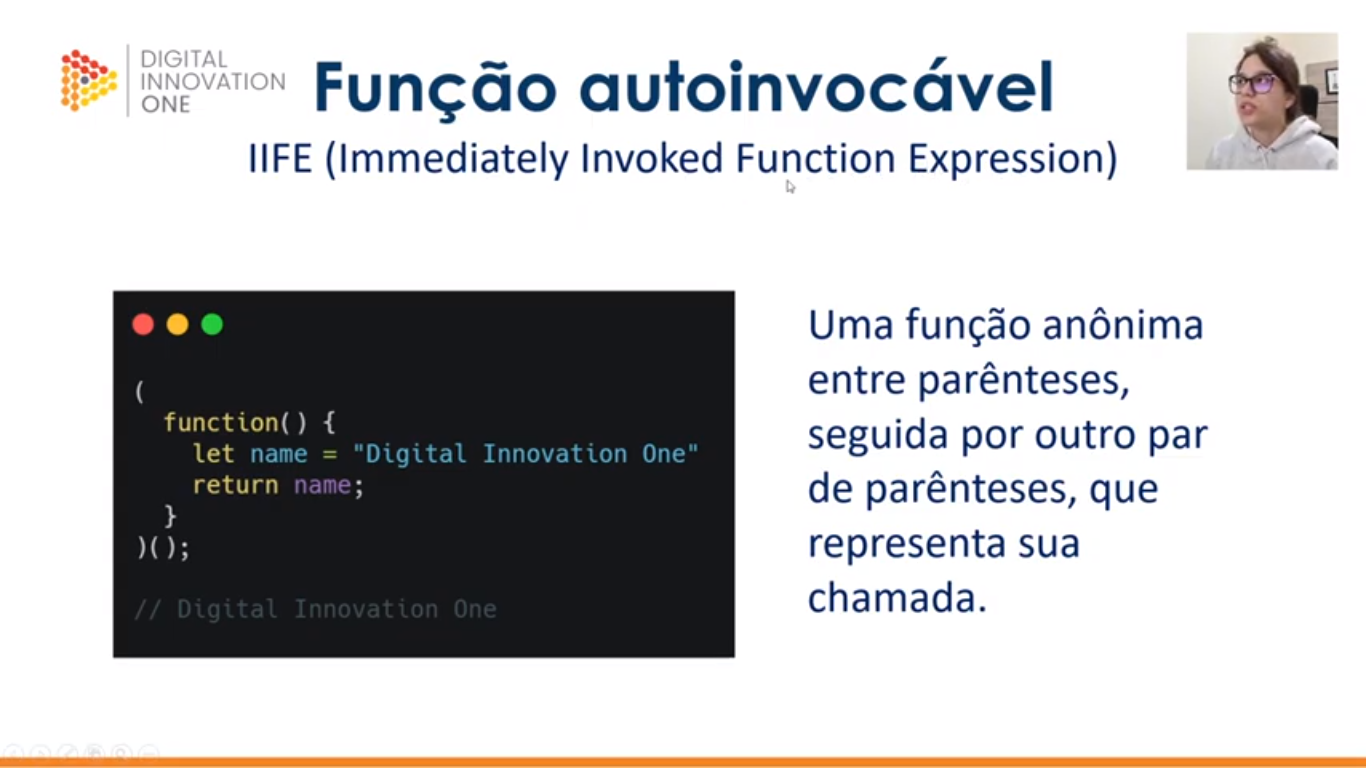 DIGITAL
INNOVATION
ONE
Função autoinvocável
IIFE (Immediately Invoked Function Expression)
(
function() {
let name = "Digital Innovation One"
return name;
}
)();
// Digital Innovation One
Uma função anônima
entre parênteses,
seguida por outro par
de parênteses, que
representa sua
chamada.